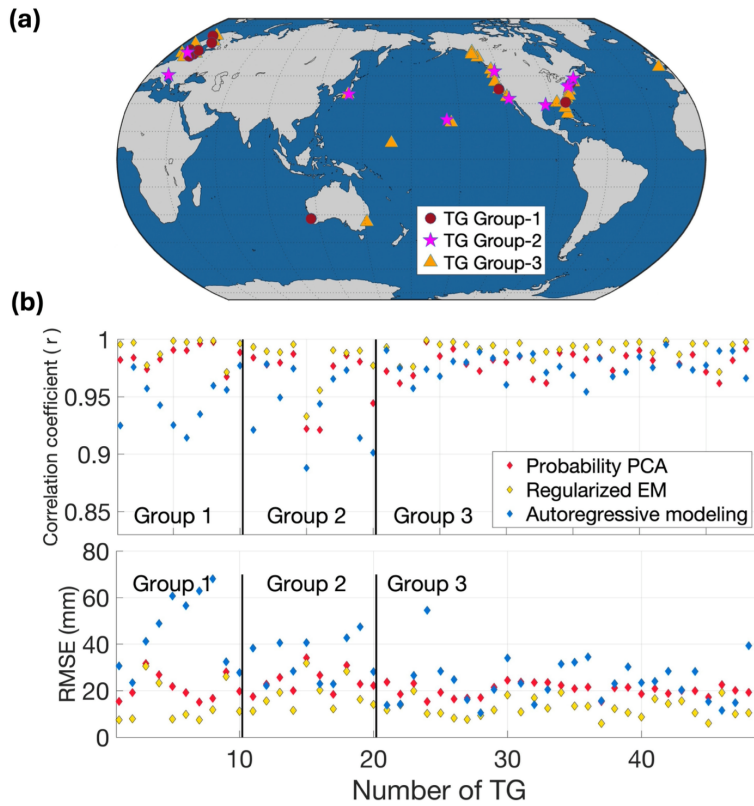 (a)
TG Group-1
TG Group-2
TG Group-3
(b)
Correlation coefficient ( r )
1
0.95
0.9
0.85
Group 1
Group 2
Group 3
Probability PCA
Regularized EM
Autoregressive modeling
RMSE (mm)
80
60
40
20
0
Group 1
Group 2
Group 3
10
20
30
40
Number of TG